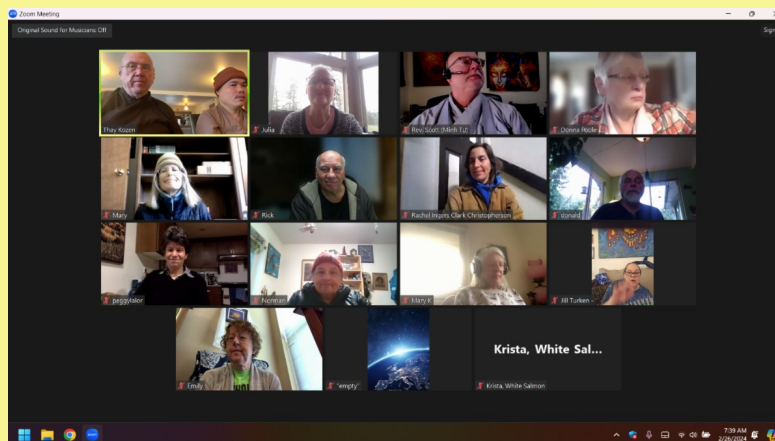 Zoom Meeting
Original Sound for Musicians: Off
Sign
Thay Kozen
Julia
Rev. Scott (Minh Tu)
Donna Poole
Mary
Rick
Rachel Ingers Clark Christopherson
donald
peggylalor
Norman
Mary K
Jill Turken
Emily
"empty"
Krista, White Sal...
Krista, White Salmon
7:39 AM
2/26/2024